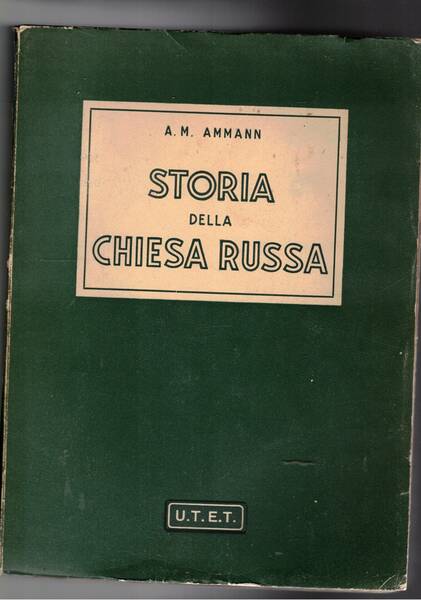 A. M. AMMANN
STORIA
DELLA
CHIESA RUSSA
U.T.E.T.